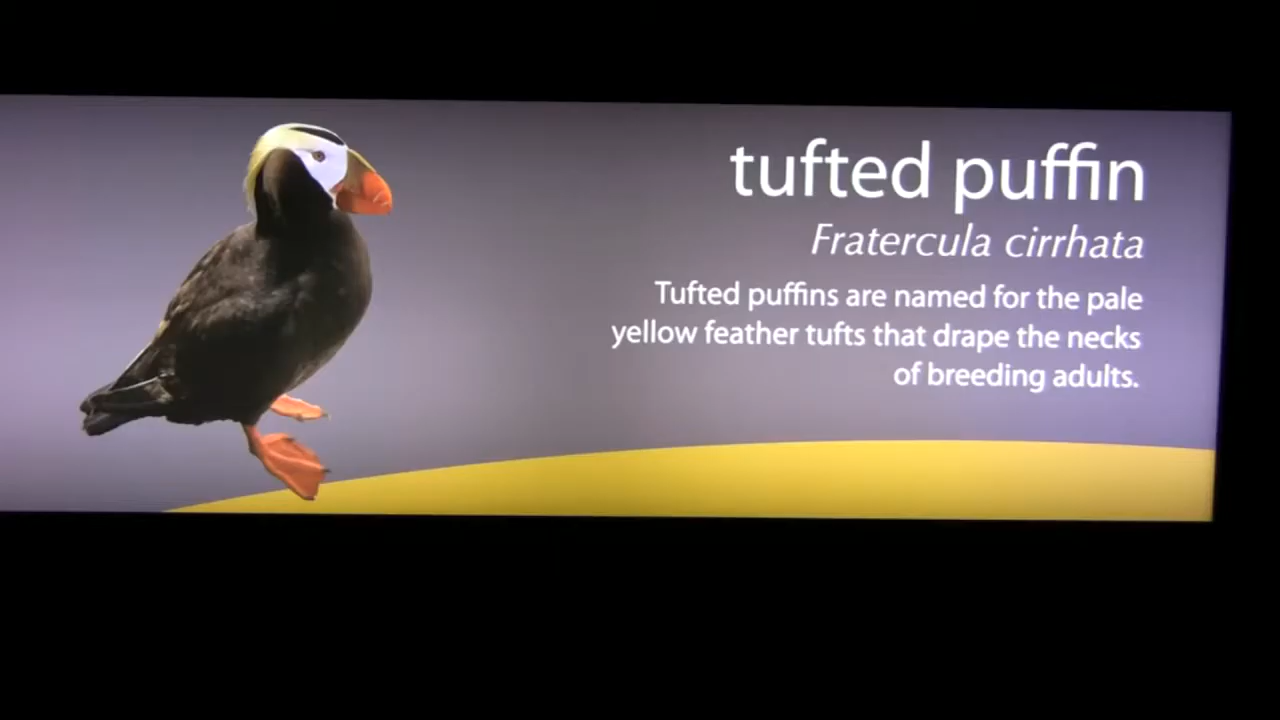 tufted puffin
Fratercula cirrhata
Tufted puffins are named for the pale
yellow feather tufts that drape the necks
of breeding adults.